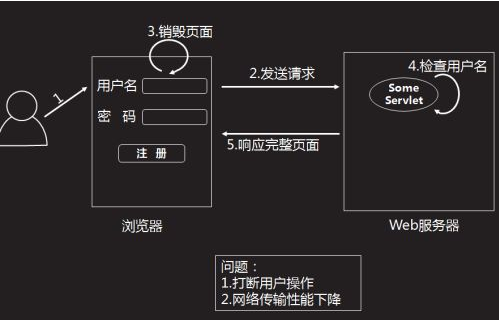 3.销毁页面
4.检查用户名
2.发送请求
用户名
Some
Servlet
1
密 码
5.响应完整页面
注 册
浏览器
Web服务器
问题：
1.打断用户操作
2.网络传输性能下降